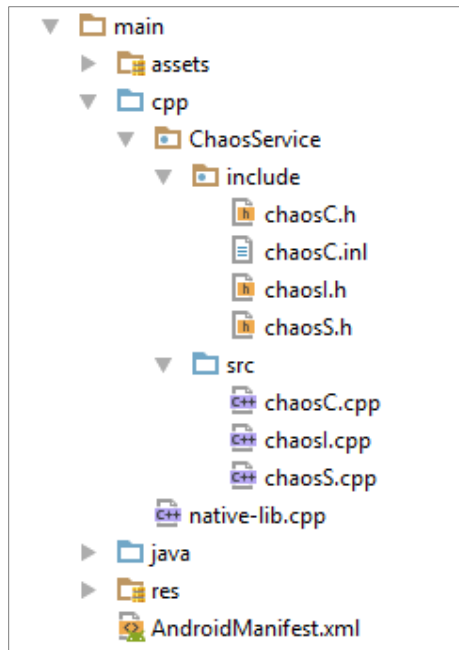 main
assets
cpp
ChaosService
include
chaosC.h
chaosC.inl
chaosI.h
chaosS.h
src
chaosC.cpp
chaosI.cpp
chaosS.cpp
native-lib.cpp
java
res
AndroidManifest.xml